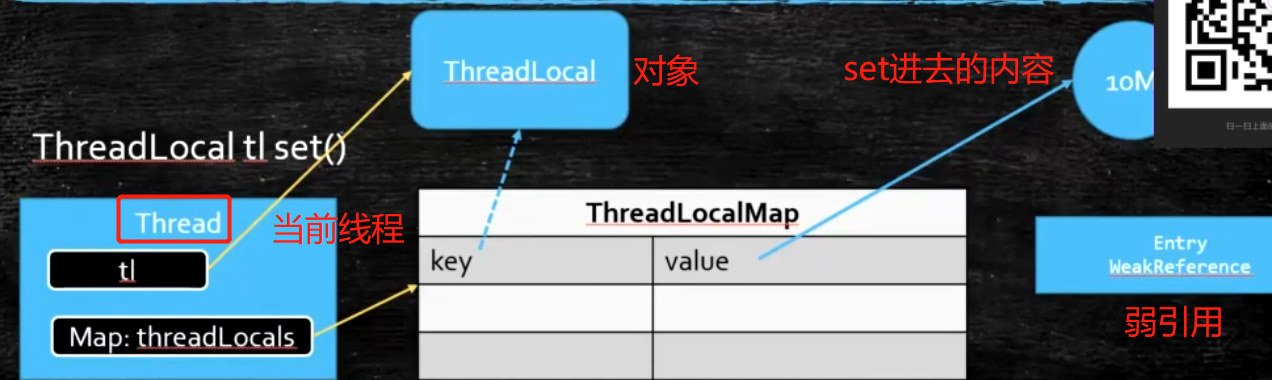 ThreadLocal
对象
set进去的内容
10M
ThreadLocal tl set()
Thread
当前线程
tl
Map: threadLocals
ThreadLocalMap
key
value
Entry
WeakReference
弱引用